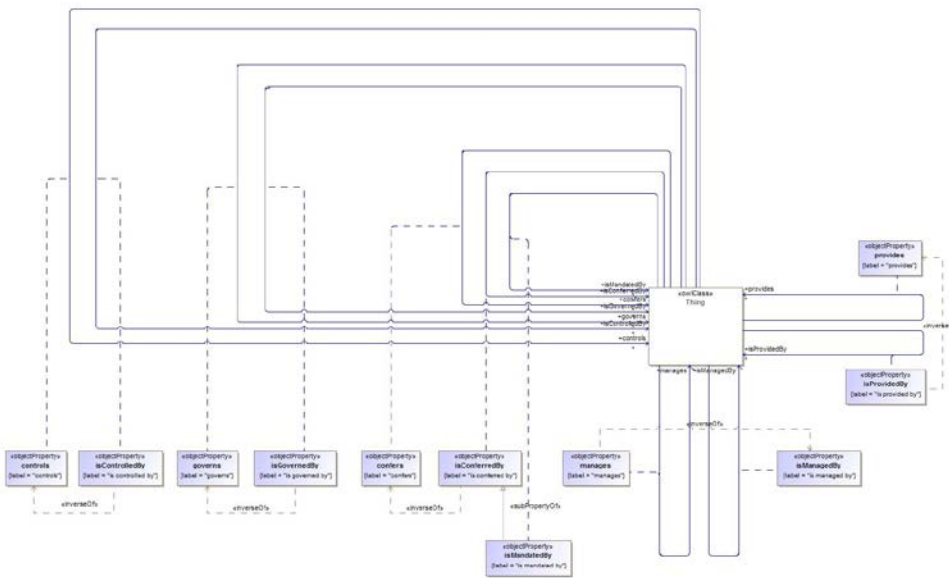 «objectProperty»
provides
{label = "provides"}
+isMandatedBy
+isConferredBy
+confers
+isGovernedBy
+governs
+isControlledBy
+controls
«owlClass»
Thing
+provides
+isProvidedBy
«inverse
+manages
+isManagedBy
«objectProperty»
isProvidedBy
{label = "is provided by"}
«inverseOf»
«objectProperty»
controls
{label = "controls"}
«objectProperty»
isControlledBy
{label = "is controlled by"}
«objectProperty»
governs
{label = "governs"}
«objectProperty»
isGovernedBy
{label = "is governed by"}
«objectProperty»
confers
{label = "confers"}
«objectProperty»
isConferredBy
{label = "is conferred by"}
«objectProperty»
manages
{label = "manages"}
«objectProperty»
isManagedBy
{label = "is managed by"}
«inverseOf»
«inverseOf»
«inverseOf»
«subPropertyOf»
«objectProperty»
isMandatedBy
{label = "is mandated by"}